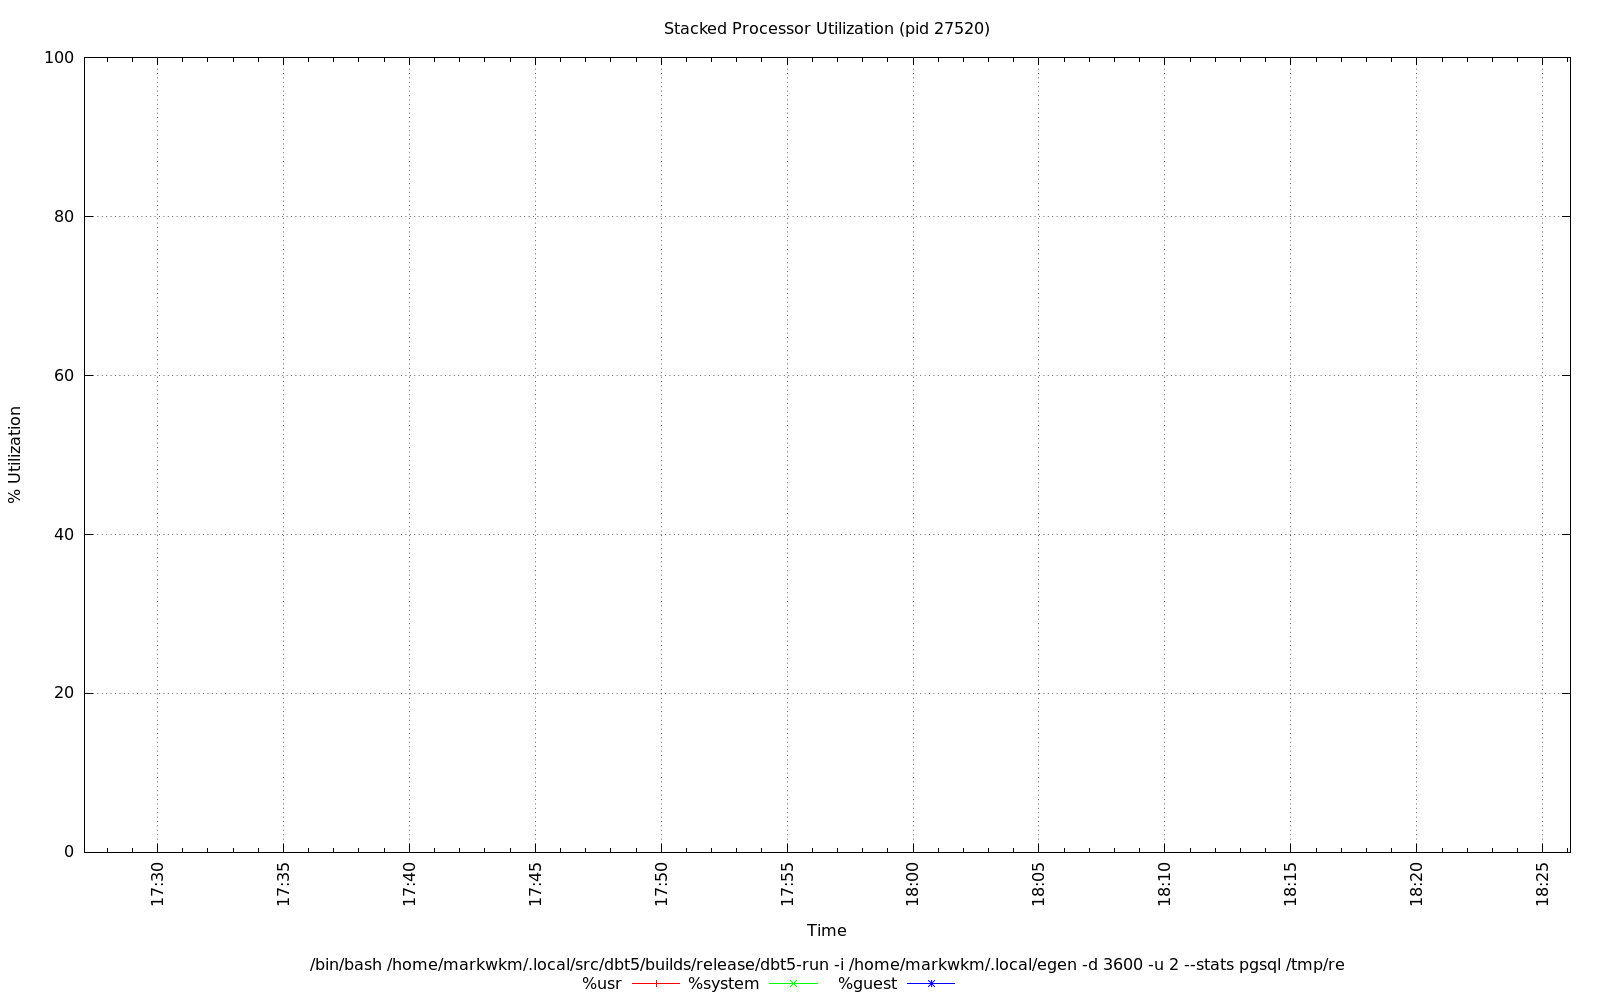 Stacked Processor Utilization (pid 27520)
100
80
60
40
20
0
% Utilization
17:30 17:35 17:40 17:45 17:50 17:55 18:00 18:05 18:10 18:15 18:20 18:25
Time
/bin/bash /home/markwkm/.local/src/dbt5/builds/release/dbt5-run -i /home/markwkm/.local/egen -d 3600 -u 2 --stats pgsql /tmp/re
%usr %system %guest